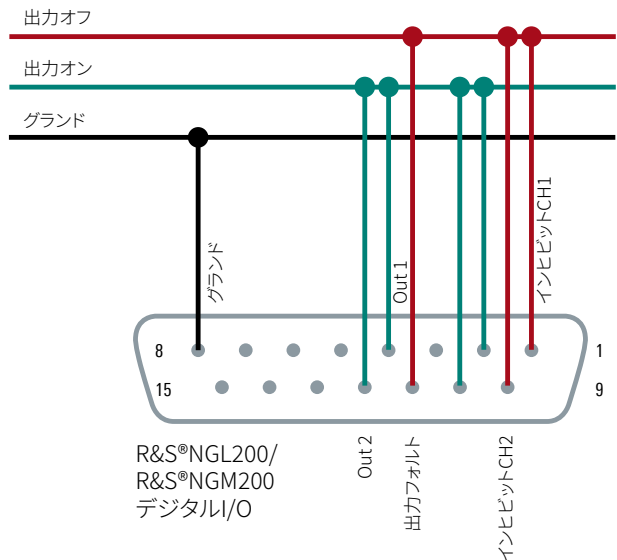 出力オフ
出力オン
グランド
グランド
Out 1
インヒビットCH1
8
1
15
9
R&S®NGL200/
R&S®NGM200
デジタルI/O
Out 2
出力フォルト
インヒビットCH2